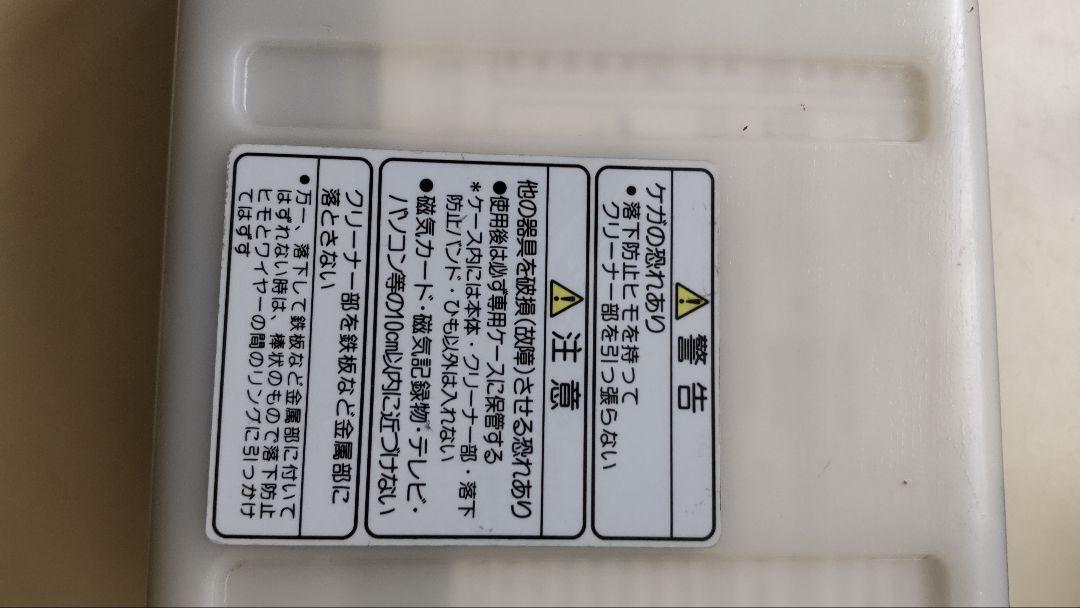 ⚠ 警告
ケガの恐れあり
●落下防止ヒモを持って
クリーナー部を引っ張らない
⚠ 注意
他の器具を破損(故障)させる恐れあり
●使用後は必ず専用ケースに保管する
*ケース内には本体・クリーナー部・落下
防止バンド・ひも以外は入れない
●磁気カード・磁気記録物・テレビ・
パソコン等の10cm以内に近づけない
クリーナー部を鉄板など金属部に
落とさない
●万一、落下して鉄板など金属部に付いて
はずれない時は、棒状のもので落下防止
ヒモとワイヤーの間のリングに引っかけ
てはずす